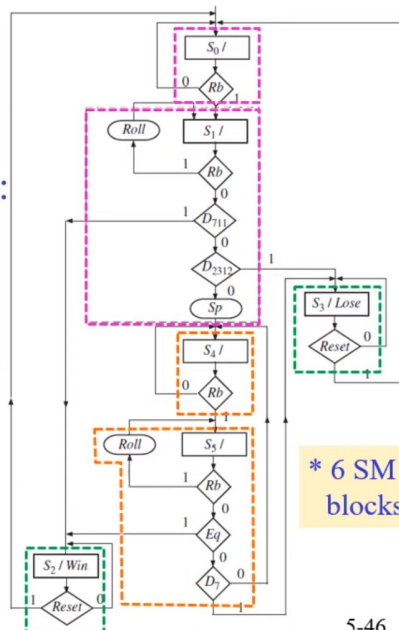 S₀ /
0
Rb
1
Roll
S₁ /
1
Rb
0
:
1
D₇₁₁
0
D₂₃₁₂
1
0
Sp
S₃ / Lose
S₄ /
Reset
0
0
Rb
1
1
Roll
S₅ /
1
Rb
0
* 6 SM
blocks
1
Eq
0
S₂ / Win
D₇
0
1
Reset
0
1
5-46